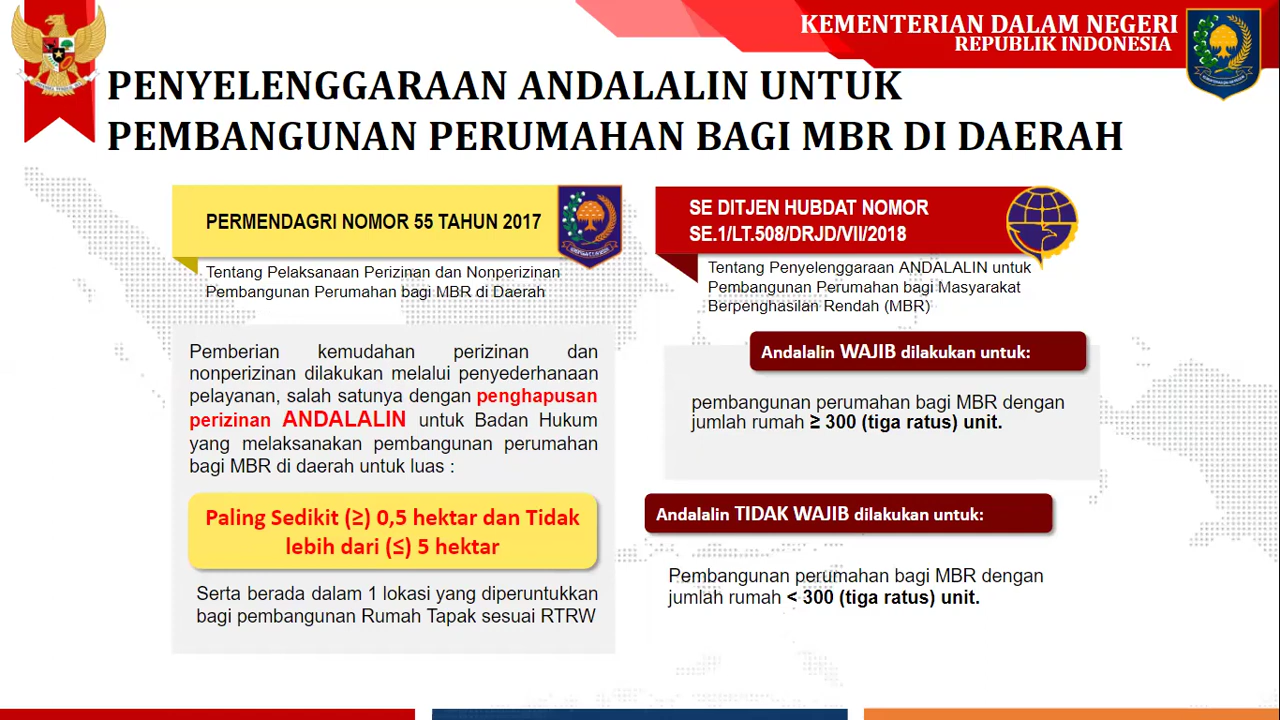 KEMENTERIAN DALAM NEGERI
REPUBLIK INDONESIA
PENYELENGGARAAN ANDALALIN UNTUK
PEMBANGUNAN PERUMAHAN BAGI MBR DI DAERAH
PERMENDAGRI NOMOR 55 TAHUN 2017
Tentang Pelaksanaan Perizinan dan Nonperizinan
Pembangunan Perumahan bagi MBR di Daerah
Pemberian kemudahan perizinan dan
nonperizinan dilakukan melalui penyederhanaan
pelayanan, salah satunya dengan penghapusan
perizinan ANDALALIN untuk Badan Hukum
yang melaksanakan pembangunan perumahan
bagi MBR di daerah untuk luas :
Paling Sedikit (≥) 0,5 hektar dan Tidak
lebih dari (≤) 5 hektar
Serta berada dalam 1 lokasi yang diperuntukkan
bagi pembangunan Rumah Tapak sesuai RTRW
SE DITJEN HUBDAT NOMOR
SE.1/LT.508/DRJD/VII/2018
Tentang Penyelenggaraan ANDALALIN untuk
Pembangunan Perumahan bagi Masyarakat
Berpenghasilan Rendah (MBR)
Andalalin WAJIB dilakukan untuk:
pembangunan perumahan bagi MBR dengan
jumlah rumah ≥ 300 (tiga ratus) unit.
Andalalin TIDAK WAJIB dilakukan untuk:
Pembangunan perumahan bagi MBR dengan
jumlah rumah < 300 (tiga ratus) unit.